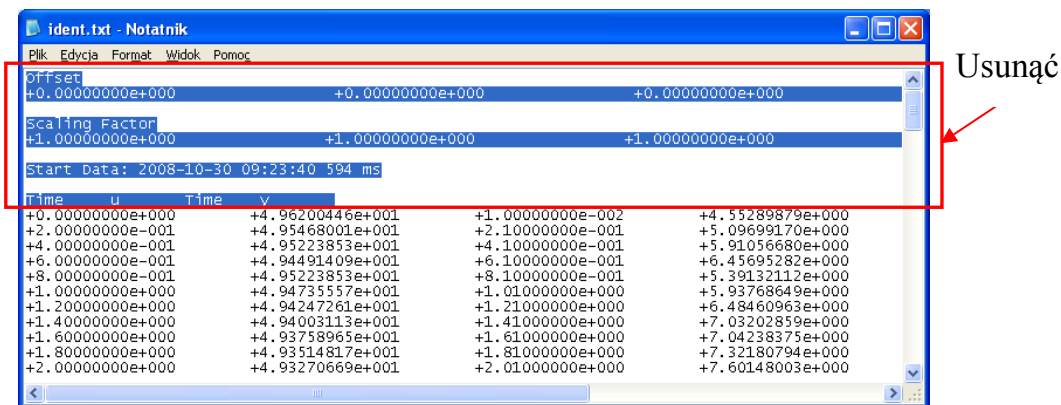 ident.txt - Notatnik
Plik Edycja Format Widok Pomoc
Usunąć
Offset
+0.00000000e+000 +0.00000000e+000 +0.00000000e+000
Scaling Factor
+1.00000000e+000 +1.00000000e+000 +1.00000000e+000
Start Data: 2008-10-30 09:23:40 594 ms
Time u Time y
+0.00000000e+000 +4.96200446e+001 +1.00000000e-002 +4.55289879e+000
+2.00000000e-001 +4.95468001e+001 +2.10000000e-001 +5.09699170e+000
+4.00000000e-001 +4.95223853e+001 +4.10000000e-001 +5.91056680e+000
+6.00000000e-001 +4.94491409e+001 +6.10000000e-001 +6.45695282e+000
+8.00000000e-001 +4.95223853e+001 +8.10000000e-001 +5.39132112e+000
+1.00000000e+000 +4.94735557e+001 +1.01000000e+000 +5.93768649e+000
+1.20000000e+000 +4.94247261e+001 +1.21000000e+000 +6.48460963e+000
+1.40000000e+000 +4.94003113e+001 +1.41000000e+000 +7.03202859e+000
+1.60000000e+000 +4.93758965e+001 +1.61000000e+000 +7.04238375e+000
+1.80000000e+000 +4.93514817e+001 +1.81000000e+000 +7.32180794e+000
+2.00000000e+000 +4.93270669e+001 +2.01000000e+000 +7.60148003e+000